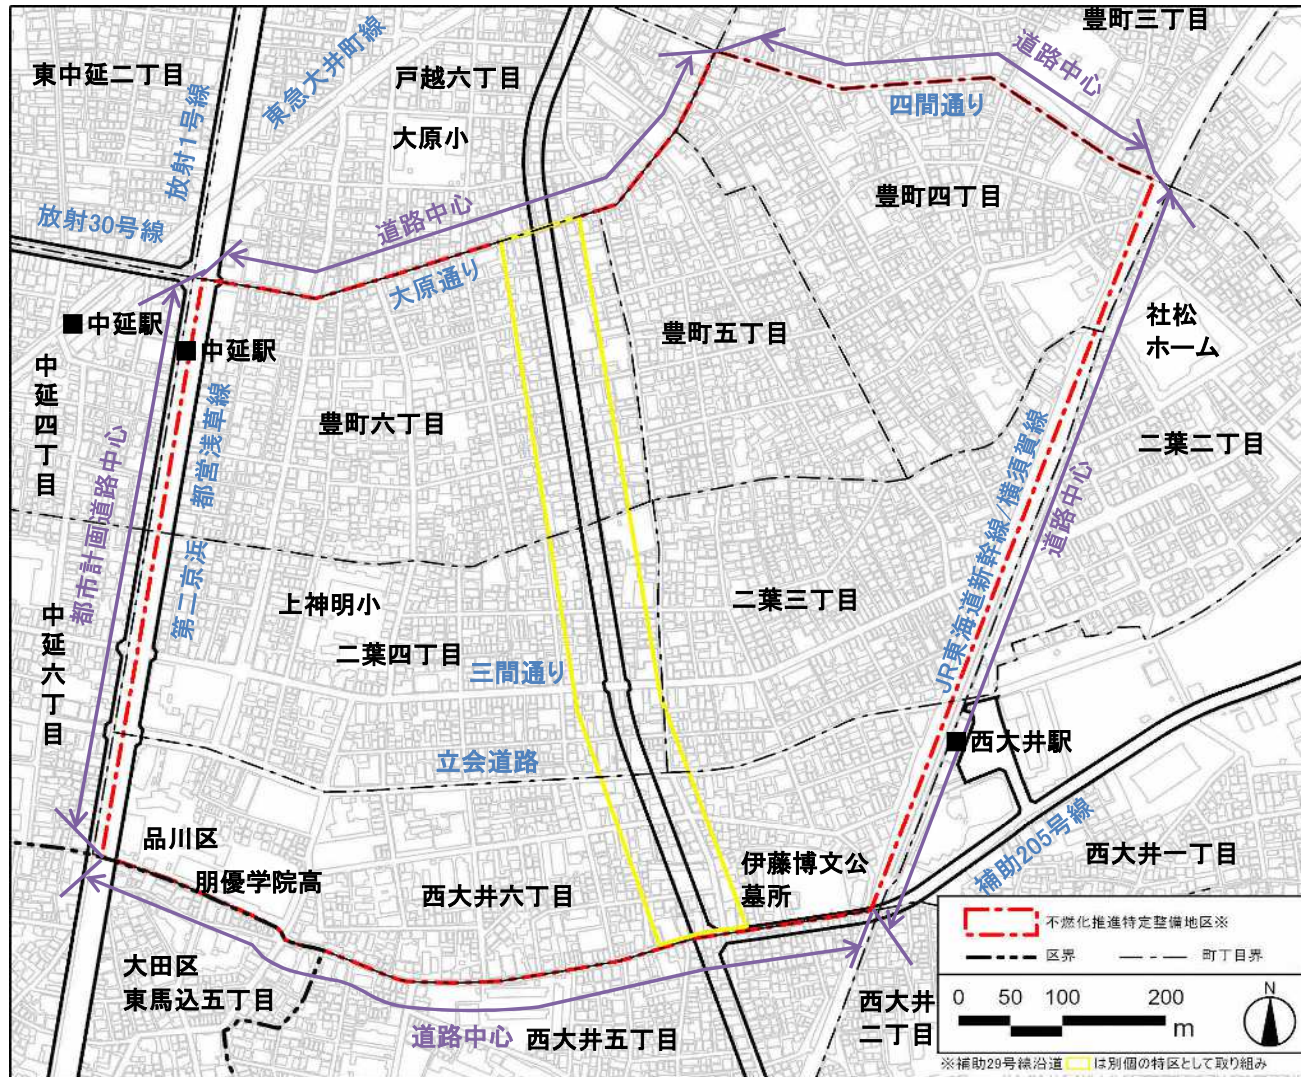 豊町三丁目
東中延二丁目
放射1号線
東急大井町線
戸越六丁目
大原小
道路中心
四間通り
豊町四丁目
放射30号線
道路中心
大原通り
■中延駅
■中延駅
中延四丁目
都市計画道路中心
都営浅草線
第二京浜
豊町六丁目
豊町五丁目
社松
ホーム
二葉二丁目
JR東海道新幹線/横須賀線
道路中心
中延六丁目
上神明小
二葉四丁目
三間通り
二葉三丁目
立会道路
■西大井駅
補助205号線
品川区
朋優学院高
西大井六丁目
伊藤博文公
墓所
西大井一丁目
大田区
東馬込五丁目
道路中心
西大井五丁目
西大井
二丁目
不燃化推進特定整備地区※
区界
町丁目界
0 50 100 200
m
N
※補助29号線沿道 は別個の特区として取り組み